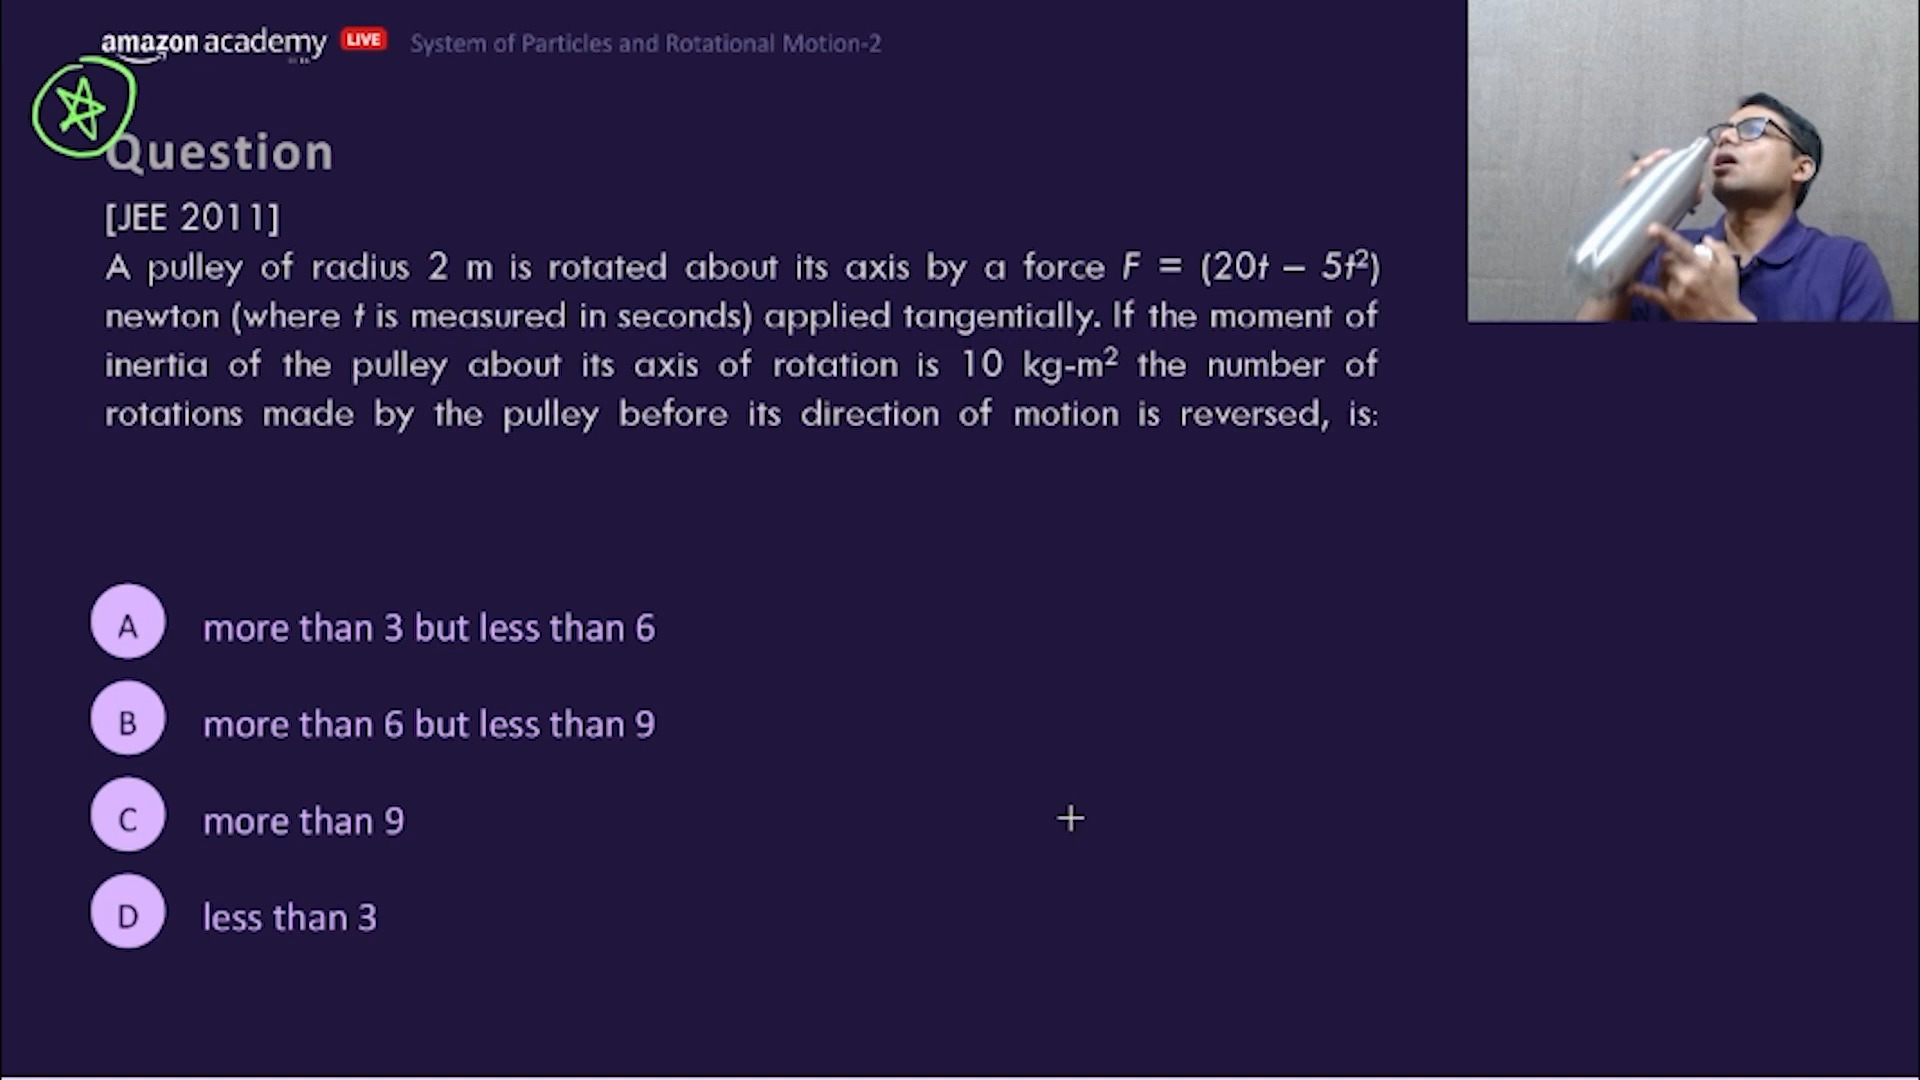 amazon academy LIVE System of Particles and Rotational Motion-2
Question
[JEE 2011]
A pulley of radius 2 m is rotated about its axis by a force F = (20t – 5t²)
newton (where t is measured in seconds) applied tangentially. If the moment of
inertia of the pulley about its axis of rotation is 10 kg-m² the number of
rotations made by the pulley before its direction of motion is reversed, is:
A more than 3 but less than 6
B more than 6 but less than 9
C more than 9
D less than 3